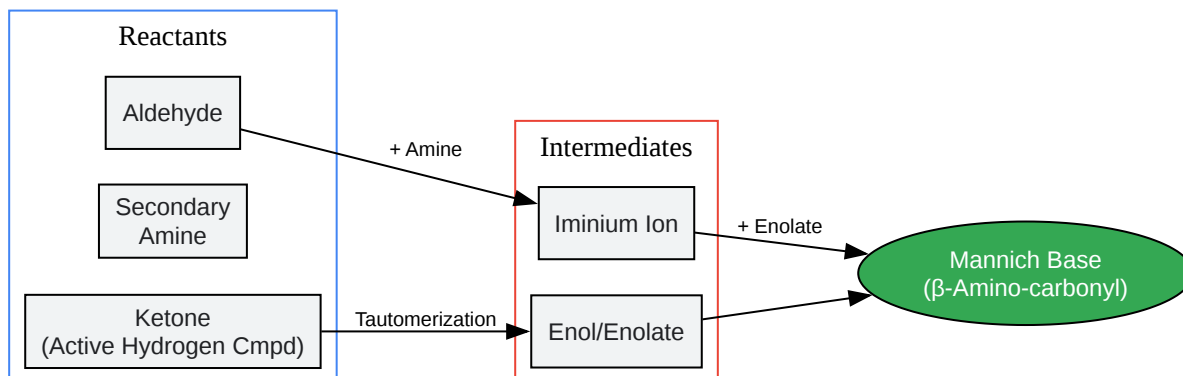 Reactants
Aldehyde
+ Amine
Secondary
Amine
Ketone
(Active Hydrogen Cmpd)
Tautomerization
Intermediates
Iminium Ion
+ Enolate
Enol/Enolate
Mannich Base
(β-Amino-carbonyl)